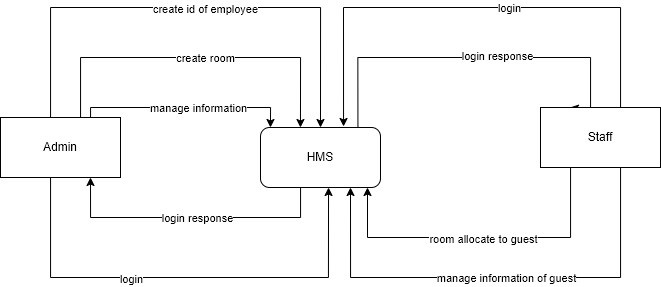 create id of employee
login
create room
login response
manage information
Admin
HMS
Staff
login response
room allocate to guest
login
manage information of guest